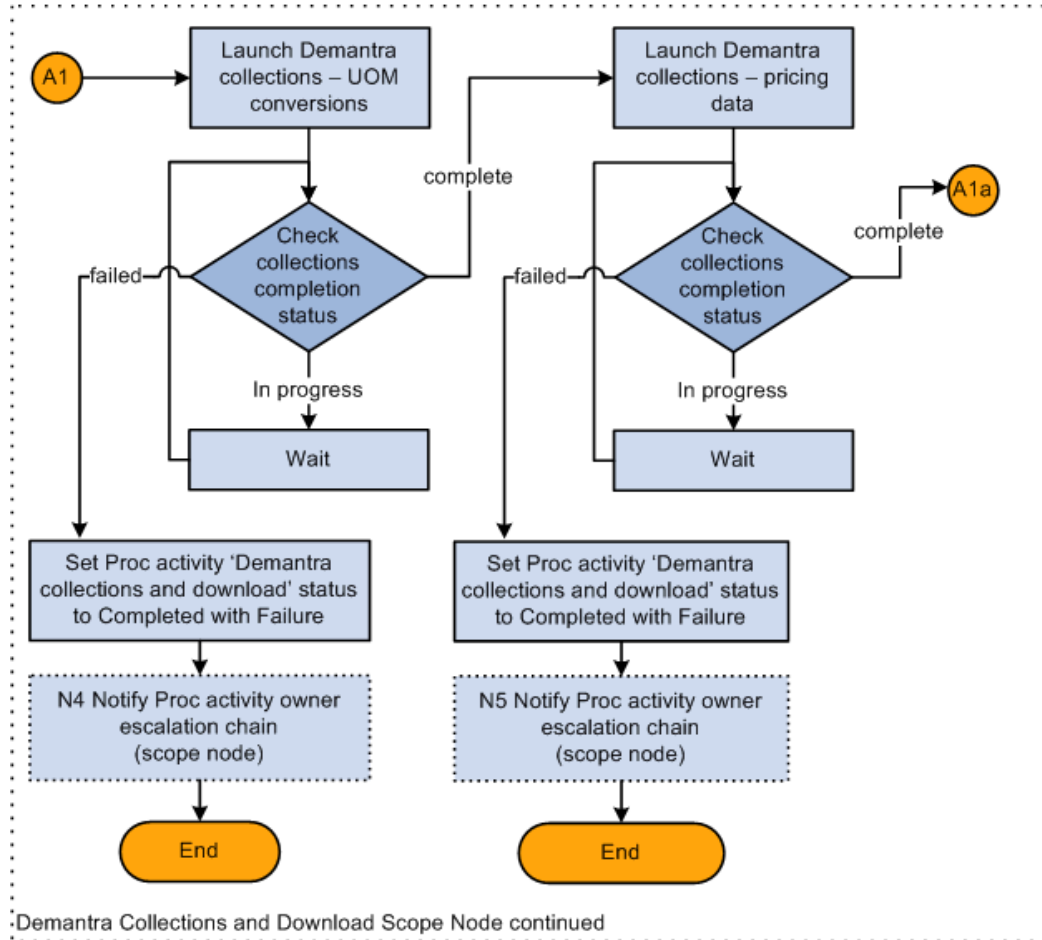 A1
Launch Demantra
collections – UOM
conversions
complete
Launch Demantra
collections – pricing
data
A1a
complete
Check
collections
completion
status
failed
In progress
Wait
Check
collections
completion
status
failed
In progress
Wait
Set Proc activity ‘Demantra
collections and download’ status
to Completed with Failure
N4 Notify Proc activity owner
escalation chain
(scope node)
End
Set Proc activity ‘Demantra
collections and download’ status
to Completed with Failure
N5 Notify Proc activity owner
escalation chain
(scope node)
End
Demantra Collections and Download Scope Node continued